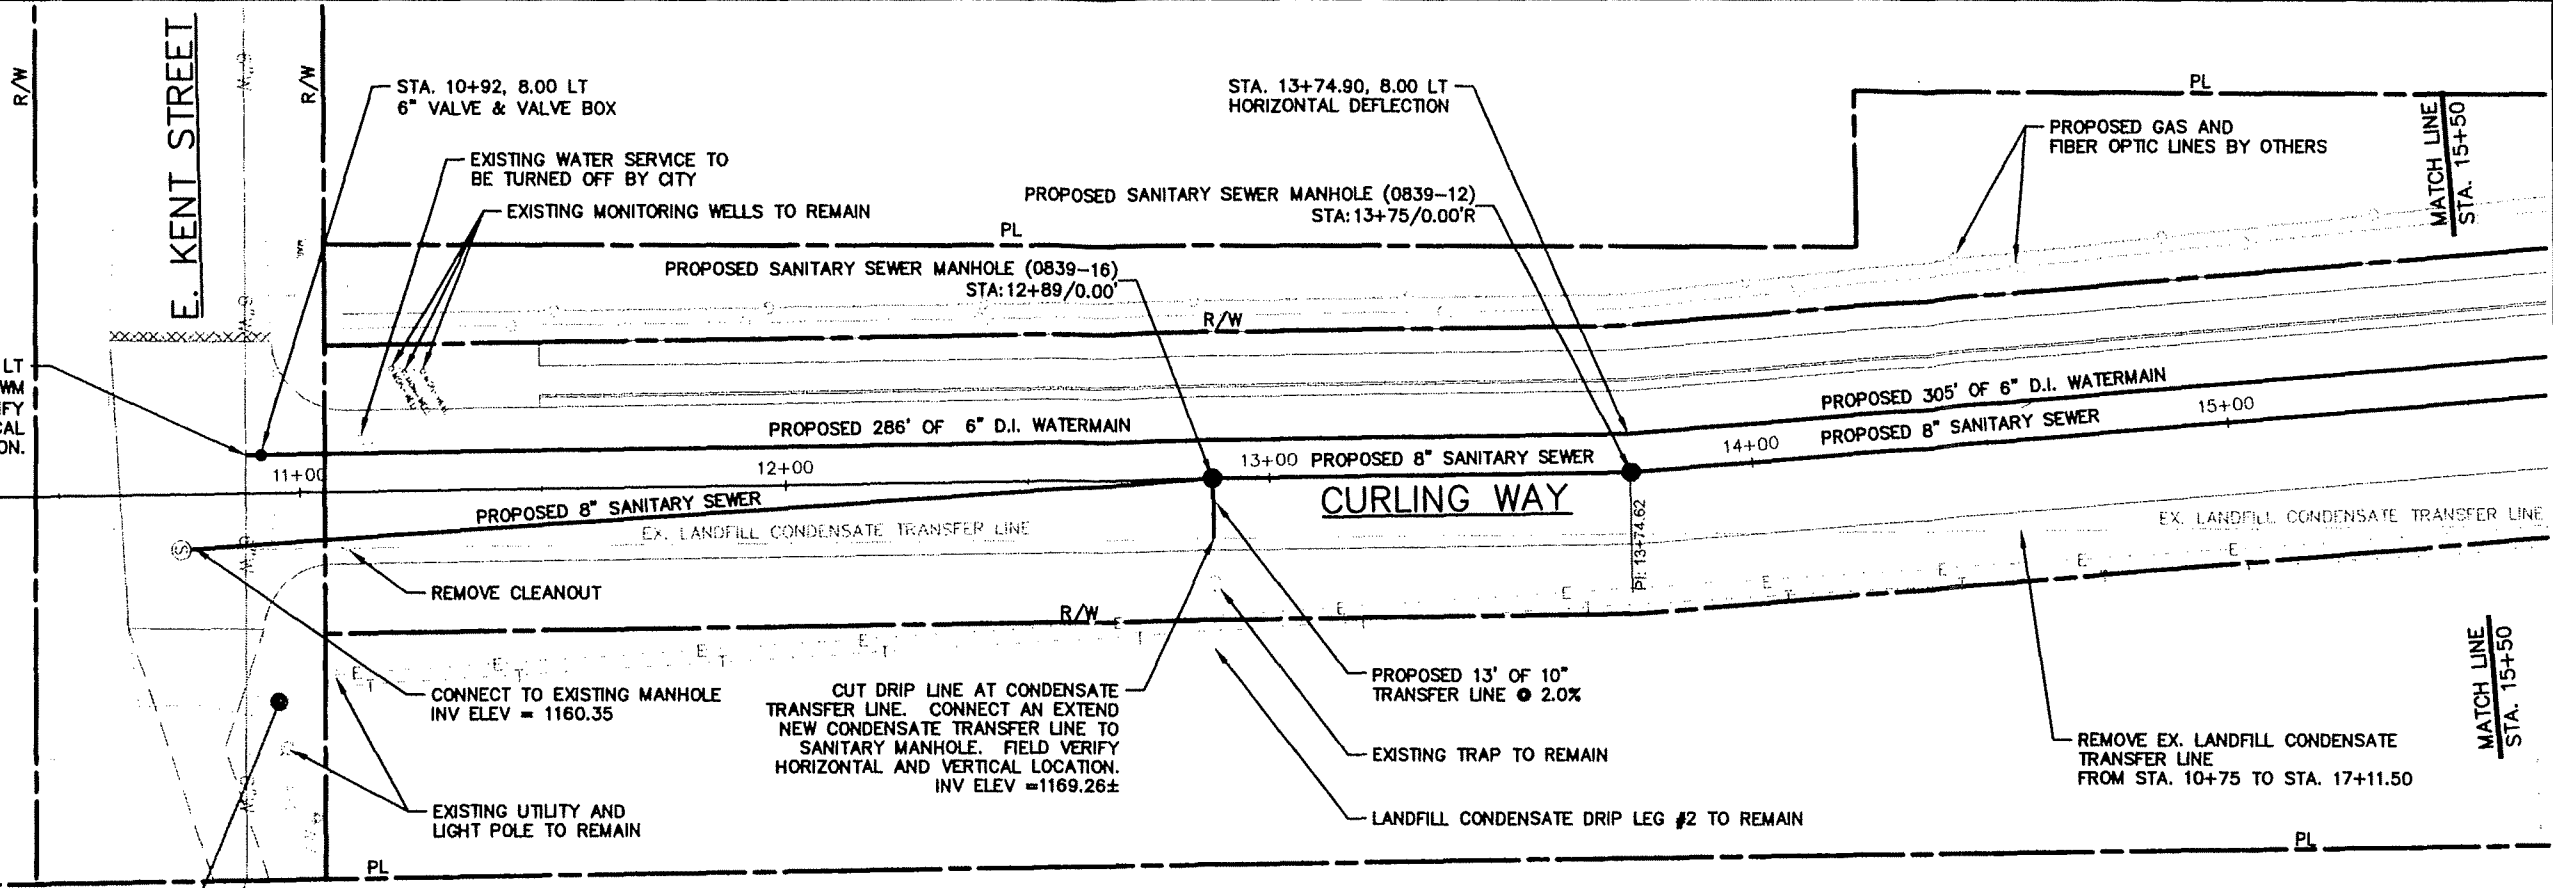 R/W
E. KENT STREET
R/W
STA. 10+92, 8.00 LT
6" VALVE & VALVE BOX
EXISTING WATER SERVICE TO
BE TURNED OFF BY CITY
EXISTING MONITORING WELLS TO REMAIN
PL
STA. 13+74.90, 8.00 LT
HORIZONTAL DEFLECTION
PROPOSED SANITARY SEWER MANHOLE (0839-12)
STA:13+75/0.00'R
PROPOSED SANITARY SEWER MANHOLE (0839-16)
STA:12+89/0.00'
PL
PROPOSED GAS AND
FIBER OPTIC LINES BY OTHERS
MATCH LINE
STA. 15+50
R/W
LT
WM
IFY
CAL
ON.
PROPOSED 286' OF 6" D.I. WATERMAIN
PROPOSED 305' OF 6" D.I. WATERMAIN
11+00
12+00
13+00
PROPOSED 8" SANITARY SEWER
14+00
PROPOSED 8" SANITARY SEWER
15+00
PROPOSED 8" SANITARY SEWER
CURLING WAY
EX. LANDFILL CONDENSATE TRANSFER LINE
EX. LANDFILL CONDENSATE TRANSFER LINE
PI: 13+74.62
S
REMOVE CLEANOUT
R/W
E
T
E
T
E
T
E
T
E
T
E
T
E
E
T
E
T
E
T
E
T
CONNECT TO EXISTING MANHOLE
INV ELEV = 1160.35
CUT DRIP LINE AT CONDENSATE
TRANSFER LINE. CONNECT AN EXTEND
NEW CONDENSATE TRANSFER LINE TO
SANITARY MANHOLE. FIELD VERIFY
HORIZONTAL AND VERTICAL LOCATION.
INV ELEV =1169.26±
PROPOSED 13' OF 10"
TRANSFER LINE @ 2.0%
EXISTING TRAP TO REMAIN
LANDFILL CONDENSATE DRIP LEG #2 TO REMAIN
REMOVE EX. LANDFILL CONDENSATE
TRANSFER LINE
FROM STA. 10+75 TO STA. 17+11.50
MATCH LINE
STA. 15+50
EXISTING UTILITY AND
LIGHT POLE TO REMAIN
PL
PL